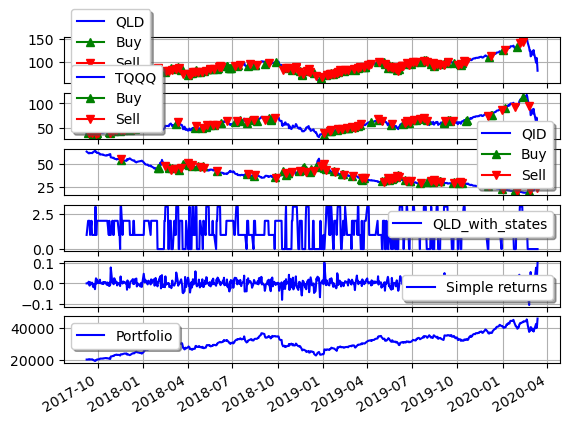 QLD
Buy
Sell
150
100
TQQQ
Buy
Sell
100
50
QID
Buy
Sell
50
25
2.5
0.0
QLD_with_states
0.1
0.0
−0.1
Simple returns
40000
20000
Portfolio
2017-10
2018-01
2018-04
2018-07
2018-10
2019-01
2019-04
2019-07
2019-10
2020-01
2020-04